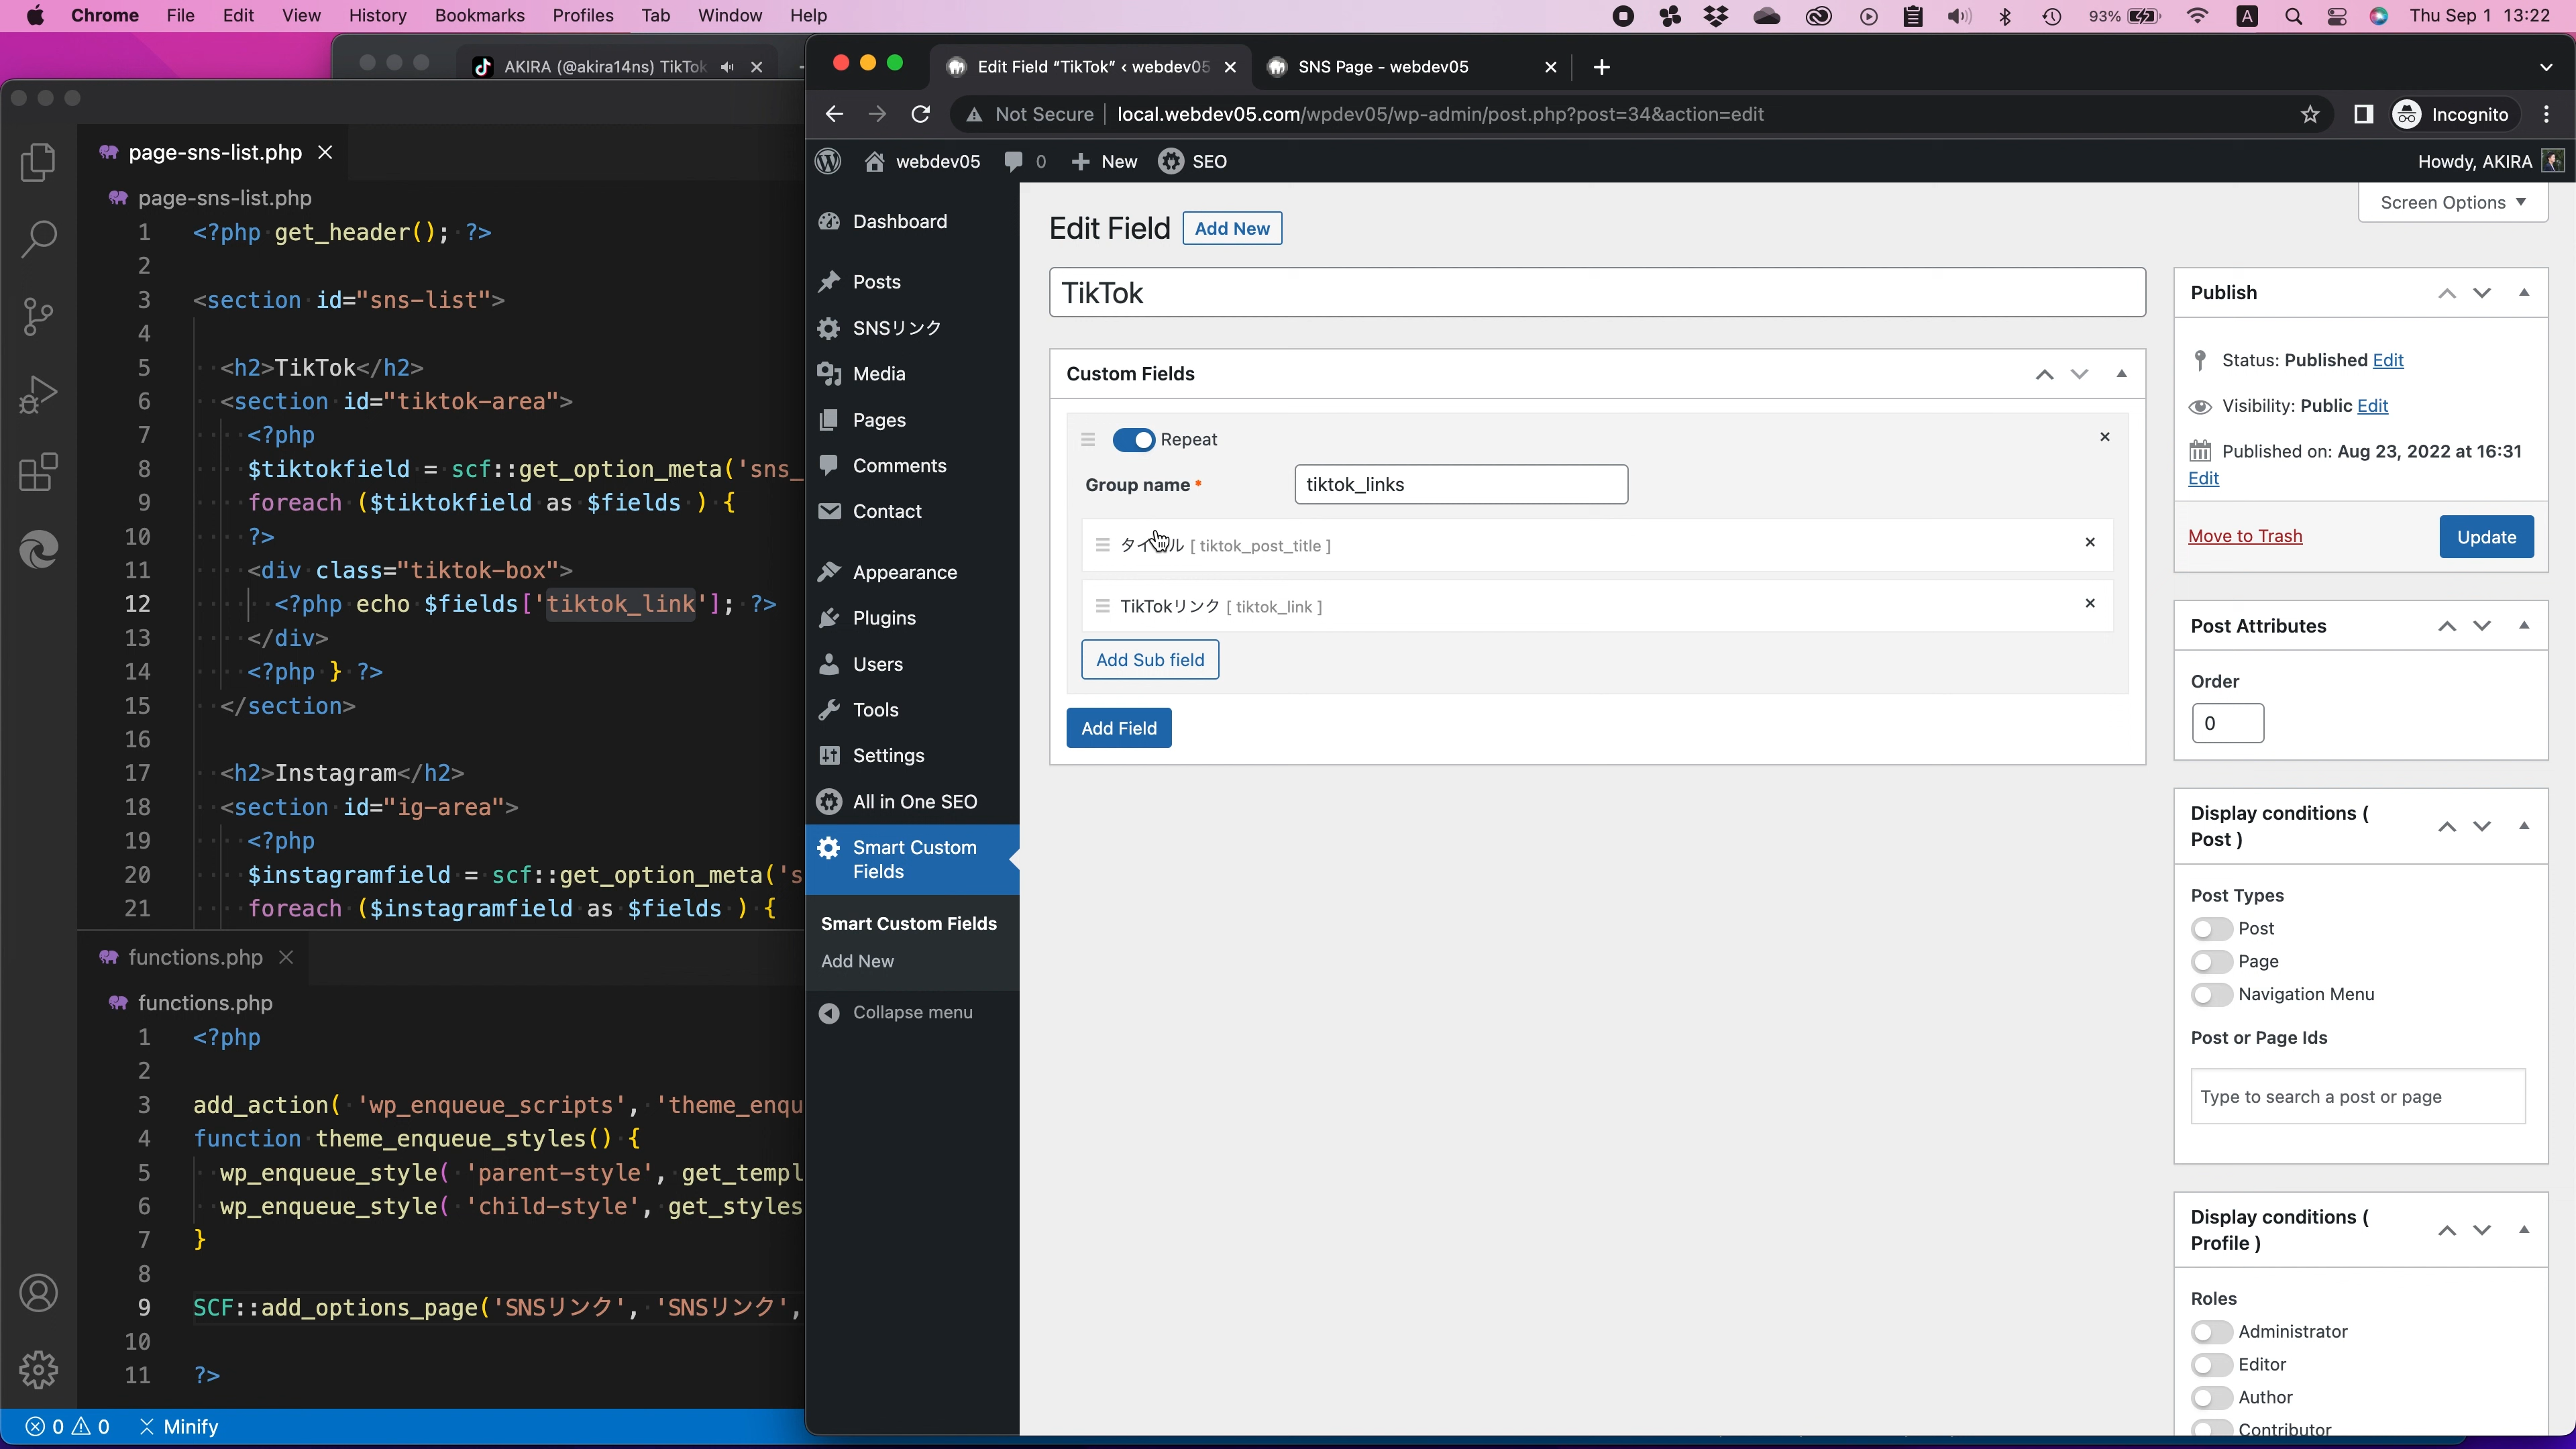 Chrome File Edit View History Bookmarks Profiles Tab Window Help
93% A Thu Sep 1 13:22
AKIRA (@akira14ns) TikTok
Edit Field “TikTok” ‹ webdev05
SNS Page - webdev05
Not Secure local.webdev05.com/wpdev05/wp-admin/post.php?post=34&action=edit
Incognito
webdev05 0 New SEO
Howdy, AKIRA
page-sns-list.php
page-sns-list.php
1 <?php get_header(); ?>
2
3 <section id="sns-list">
4
5 <h2>TikTok</h2>
6 <section id="tiktok-area">
7 <?php
8 $tiktokfield = scf::get_option_meta('sns_
9 foreach ($tiktokfield as $fields ) {
10 ?>
11 <div class="tiktok-box">
12 <?php echo $fields['tiktok_link']; ?>
13 </div>
14 <?php } ?>
15 </section>
16
17 <h2>Instagram</h2>
18 <section id="ig-area">
19 <?php
20 $instagramfield = scf::get_option_meta('s
21 foreach ($instagramfield as $fields ) {
functions.php
functions.php
1 <?php
2
3 add_action( 'wp_enqueue_scripts', 'theme_enqu
4 function theme_enqueue_styles() {
5 wp_enqueue_style( 'parent-style', get_templ
6 wp_enqueue_style( 'child-style', get_styles
7 }
8
9 SCF::add_options_page('SNSリンク', 'SNSリンク',
10
11 ?>
0 0 Minify
Dashboard
Posts
SNSリンク
Media
Pages
Comments
Contact
Appearance
Plugins
Users
Tools
Settings
All in One SEO
Smart Custom
Fields
Smart Custom Fields
Add New
Collapse menu
Screen Options
Edit Field Add New
TikTok
Custom Fields
Repeat
Group name *
tiktok_links
[ tiktok_post_title ]
TikTokリンク [ tiktok_link ]
Add Sub field
Add Field
Publish
Status: Published Edit
Visibility: Public Edit
Published on: Aug 23, 2022 at 16:31
Edit
Move to Trash
Update
Post Attributes
Order
0
Display conditions (
Post )
Post Types
Post
Page
Navigation Menu
Post or Page Ids
Type to search a post or page
Display conditions (
Profile )
Roles
Administrator
Editor
Author
Contributor